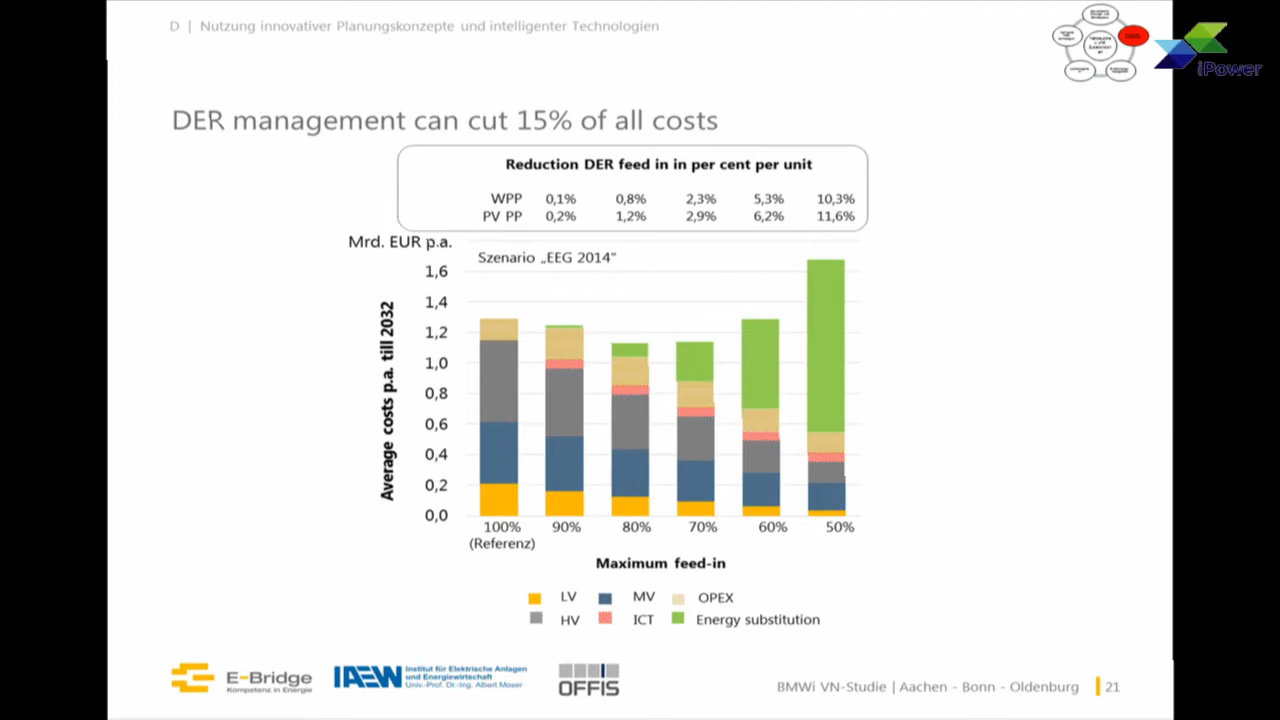 D | Nutzung innovativer Planungskonzepte und intelligenter Technologien
iPower
DER management can cut 15% of all costs
Reduction DER feed in in per cent per unit
WPP 0,1% 0,8% 2,3% 5,3% 10,3%
PV PP 0,2% 1,2% 2,9% 6,2% 11,6%
Mrd. EUR p.a.
Szenario „EEG 2014“
Average costs p.a. till 2032
1,6
1,4
1,2
1,0
0,8
0,6
0,4
0,2
0,0
100% 90% 80% 70% 60% 50%
(Referenz)
Maximum feed-in
LV MV OPEX
HV ICT Energy substitution
E-Bridge
Kompetenz in Energie
IAEW
Institut für Elektrische Anlagen
und Energiewirtschaft
Univ.-Prof. Dr.-Ing. Albert Moser
OFFIS
BMWi VN-Studie | Aachen - Bonn - Oldenburg
21